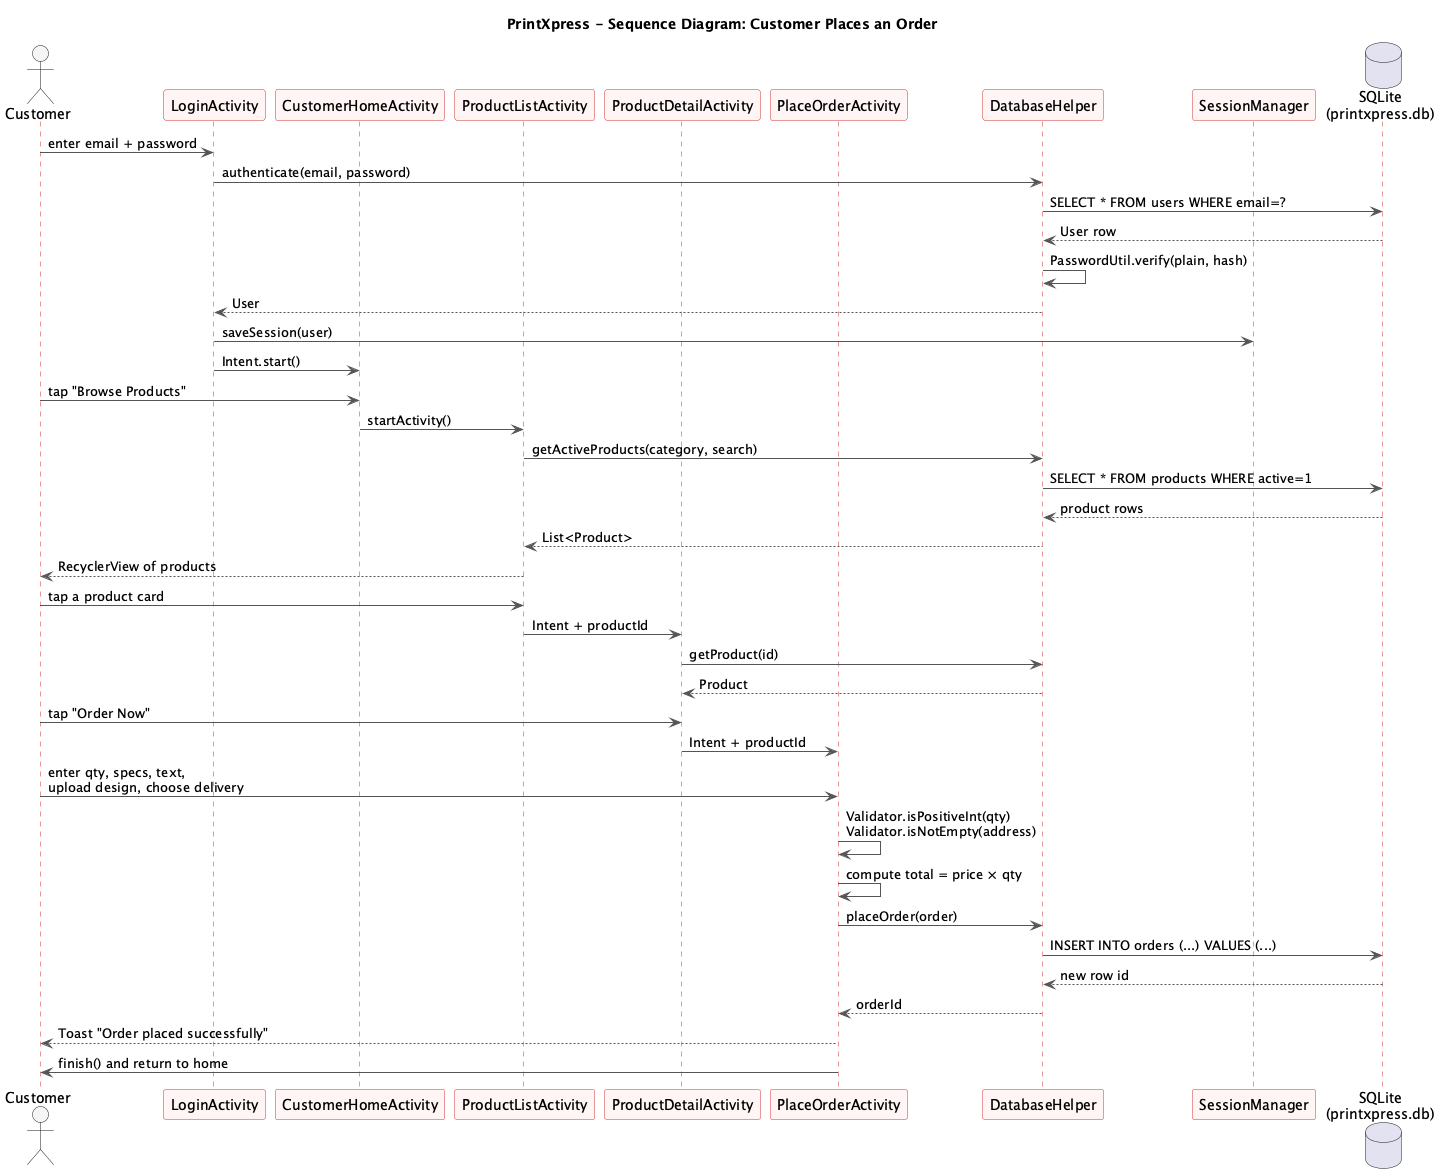 PrintXpress – Sequence Diagram: Customer Places an Order
Customer
LoginActivity
CustomerHomeActivity
ProductListActivity
ProductDetailActivity
PlaceOrderActivity
DatabaseHelper
SessionManager
SQLite
(printxpress.db)
enter email + password
authenticate(email, password)
SELECT * FROM users WHERE email=?
User row
PasswordUtil.verify(plain, hash)
User
saveSession(user)
Intent.start()
tap "Browse Products"
startActivity()
getActiveProducts(category, search)
SELECT * FROM products WHERE active=1
product rows
List<Product>
RecyclerView of products
tap a product card
Intent + productId
getProduct(id)
Product
tap "Order Now"
Intent + productId
enter qty, specs, text,
upload design, choose delivery
Validator.isPositiveInt(qty)
Validator.isNotEmpty(address)
compute total = price × qty
placeOrder(order)
INSERT INTO orders (...) VALUES (...)
new row id
orderId
Toast "Order placed successfully"
finish() and return to home
Customer
LoginActivity
CustomerHomeActivity
ProductListActivity
ProductDetailActivity
PlaceOrderActivity
DatabaseHelper
SessionManager
SQLite
(printxpress.db)